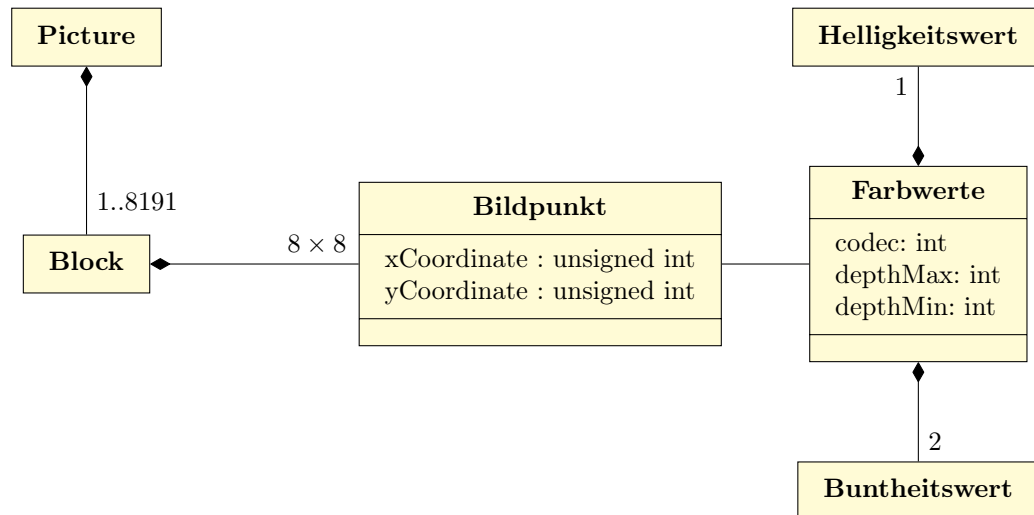 Picture
Helligkeitswert
1
1..8191
Block
8 × 8
Bildpunkt
xCoordinate : unsigned int
yCoordinate : unsigned int
Farbwerte
codec: int
depthMax: int
depthMin: int
2
Buntheitswert